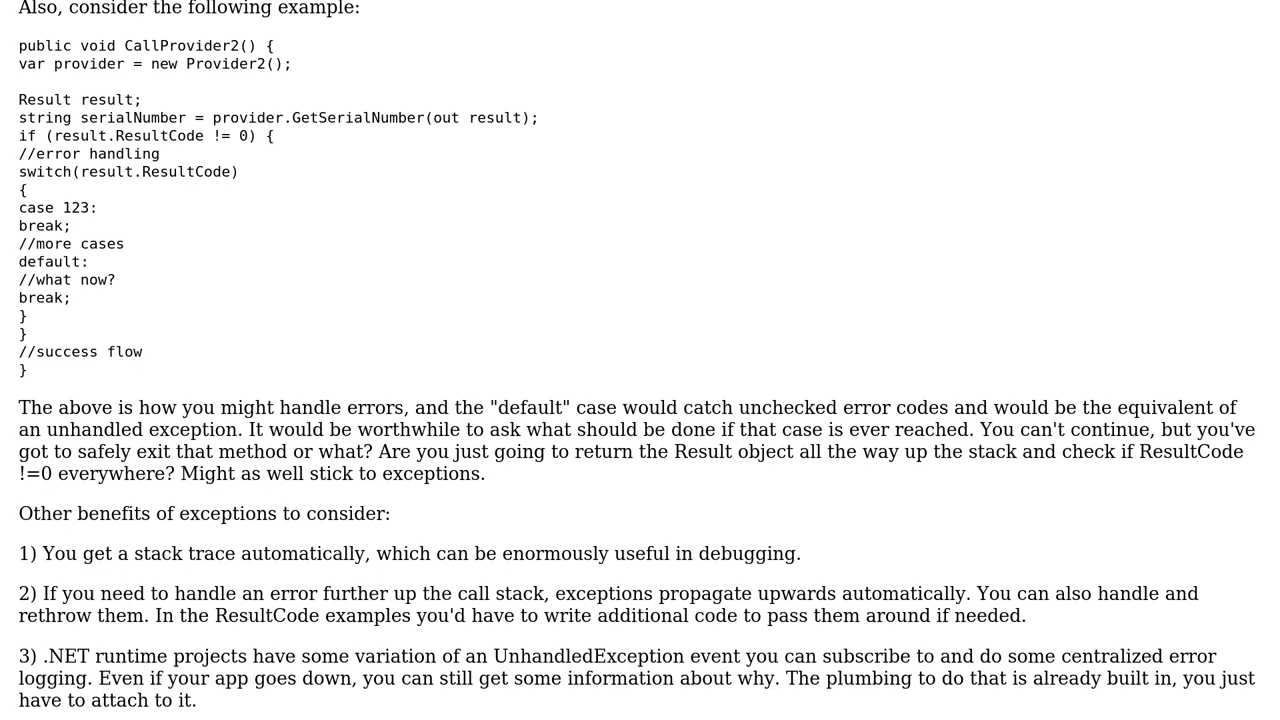 Also, consider the following example:
public void CallProvider2() {
var provider = new Provider2();
Result result;
string serialNumber = provider.GetSerialNumber(out result);
if (result.ResultCode != 0) {
//error handling
switch(result.ResultCode)
{
case 123:
break;
//more cases
default:
//what now?
break;
}
}
//success flow
}
The above is how you might handle errors, and the "default" case would catch unchecked error codes and would be the equivalent of
an unhandled exception. It would be worthwhile to ask what should be done if that case is ever reached. You can't continue, but you've
got to safely exit that method or what? Are you just going to return the Result object all the way up the stack and check if ResultCode
!=0 everywhere? Might as well stick to exceptions.
Other benefits of exceptions to consider:
1) You get a stack trace automatically, which can be enormously useful in debugging.
2) If you need to handle an error further up the call stack, exceptions propagate upwards automatically. You can also handle and
rethrow them. In the ResultCode examples you'd have to write additional code to pass them around if needed.
3) .NET runtime projects have some variation of an UnhandledException event you can subscribe to and do some centralized error
logging. Even if your app goes down, you can still get some information about why. The plumbing to do that is already built in, you just
have to attach to it.